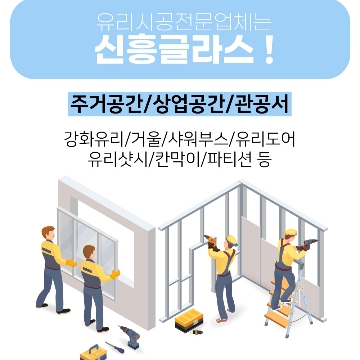 유리시공전문업체는
신흥글라스 !
주거공간/상업공간/관공서
강화유리/거울/샤워부스/유리도어
유리샷시/칸막이/파티션 등